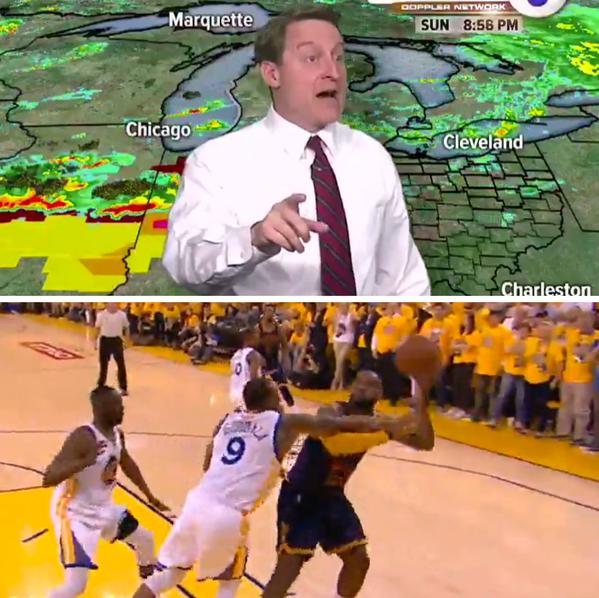 DOPPLER NETWORK
Marquette
SUN 8:56 PM
Chicago
Cleveland
Charleston
9